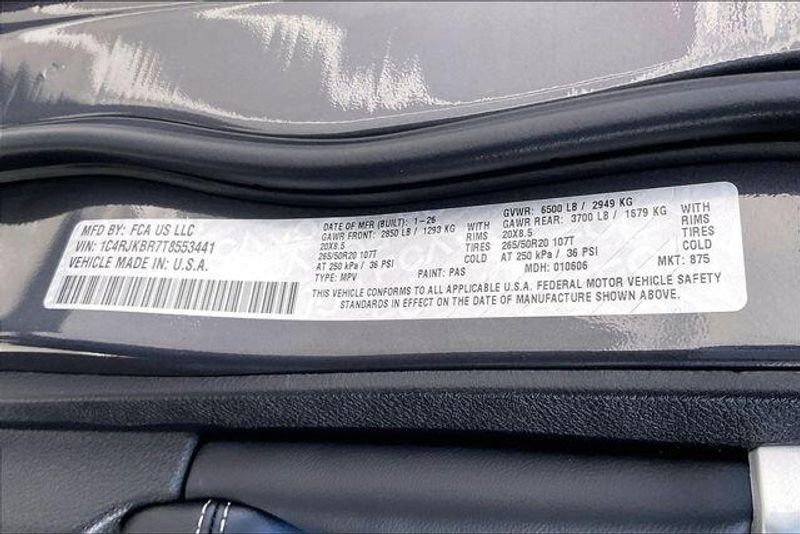 MFD BY: FCA US LLC
VIN: 1C4RJKBR7T8553441
VEHICLE MADE IN: U.S.A.
DATE OF MFR (BUILT): 1-26
GAWR FRONT: 2850 LB / 1293 KG WITH
20X8.5 RIMS
265/50R20 107T TIRES
AT 250 kPa / 36 PSI COLD
TYPE: MPV PAINT: PAS
GVWR: 6500 LB / 2949 KG
GAWR REAR: 3700 LB / 1679 KG WITH
20X8.5 RIMS
265/50R20 107T TIRES
AT 250 kPa / 36 PSI COLD
MDH: 010606 MKT: 875
THIS VEHICLE CONFORMS TO ALL APPLICABLE U.S.A. FEDERAL MOTOR VEHICLE SAFETY
STANDARDS IN EFFECT ON THE DATE OF MANUFACTURE SHOWN ABOVE.